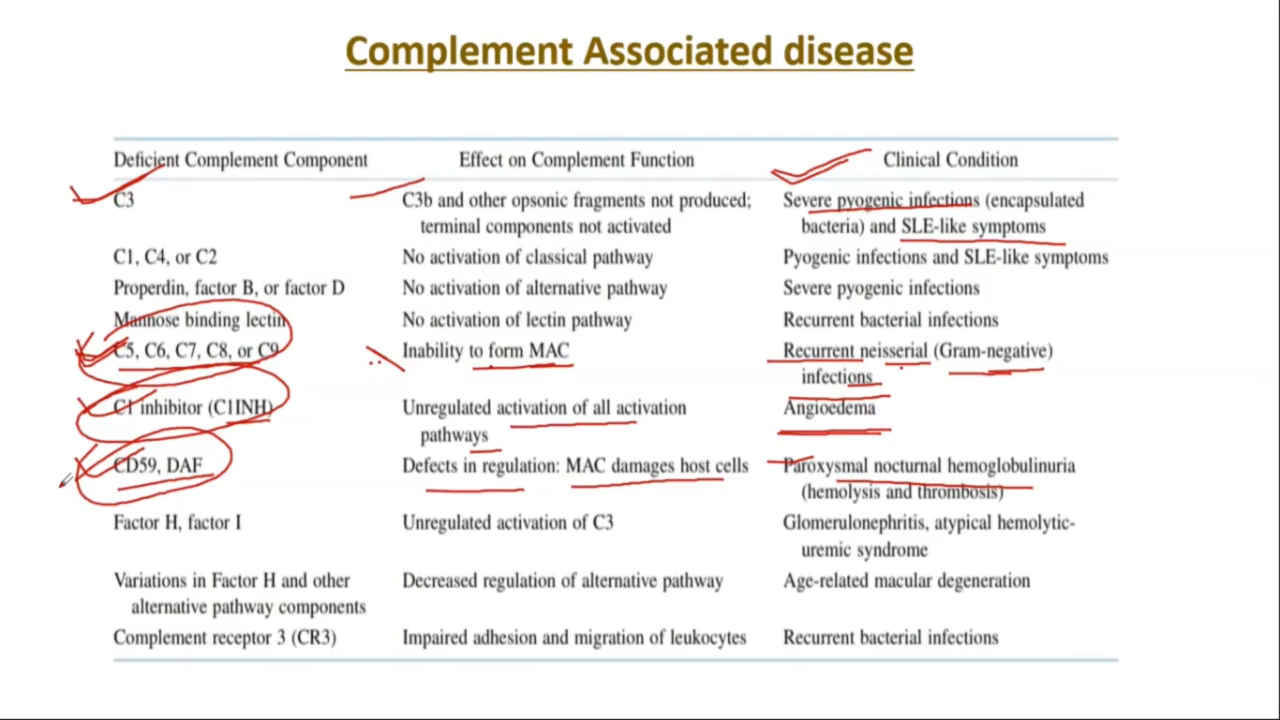 Complement Associated disease
Deficient Complement Component Effect on Complement Function Clinical Condition
C3 C3b and other opsonic fragments not produced; Severe pyogenic infections (encapsulated
terminal components not activated bacteria) and SLE-like symptoms
C1, C4, or C2 No activation of classical pathway Pyogenic infections and SLE-like symptoms
Properdin, factor B, or factor D No activation of alternative pathway Severe pyogenic infections
Mannose binding lectin No activation of lectin pathway Recurrent bacterial infections
C5, C6, C7, C8, or C9 Inability to form MAC Recurrent neisserial (Gram-negative)
infections
C1 inhibitor (C1INH) Unregulated activation of all activation Angioedema
pathways
CD59, DAF Defects in regulation: MAC damages host cells Paroxysmal nocturnal hemoglobulinuria
(hemolysis and thrombosis)
Factor H, factor I Unregulated activation of C3 Glomerulonephritis, atypical hemolytic-
uremic syndrome
Variations in Factor H and other Decreased regulation of alternative pathway Age-related macular degeneration
alternative pathway components
Complement receptor 3 (CR3) Impaired adhesion and migration of leukocytes Recurrent bacterial infections